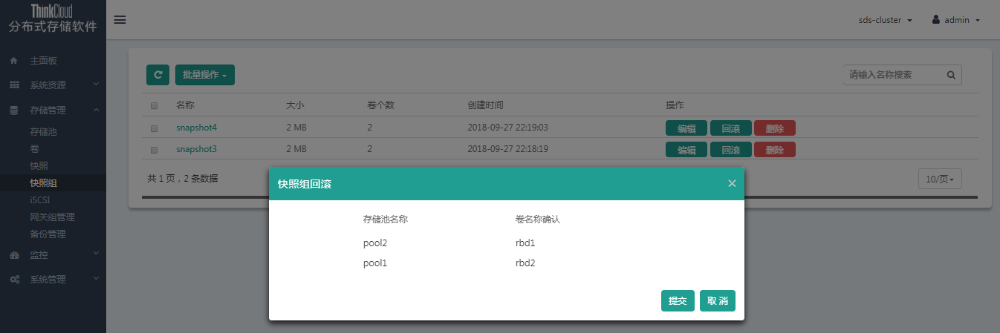 ThinkCloud
分布式存储软件
sds-cluster
admin
主面板
系统资源
存储管理
存储池
卷
快照
快照组
iSCSI
网关组管理
备份管理
监控
系统管理
批量操作
请输入名称搜索
名称 大小 卷个数 创建时间 操作
snapshot4 2 MB 2 2018-09-27 22:19:03 编辑 回滚 删除
snapshot3 2 MB 2 2018-09-27 22:18:19 编辑 回滚 删除
共 1 页，2 条数据
10/页
快照组回滚 ×
存储池名称 卷名称确认
pool2 rbd1
pool1 rbd2
提交 取 消